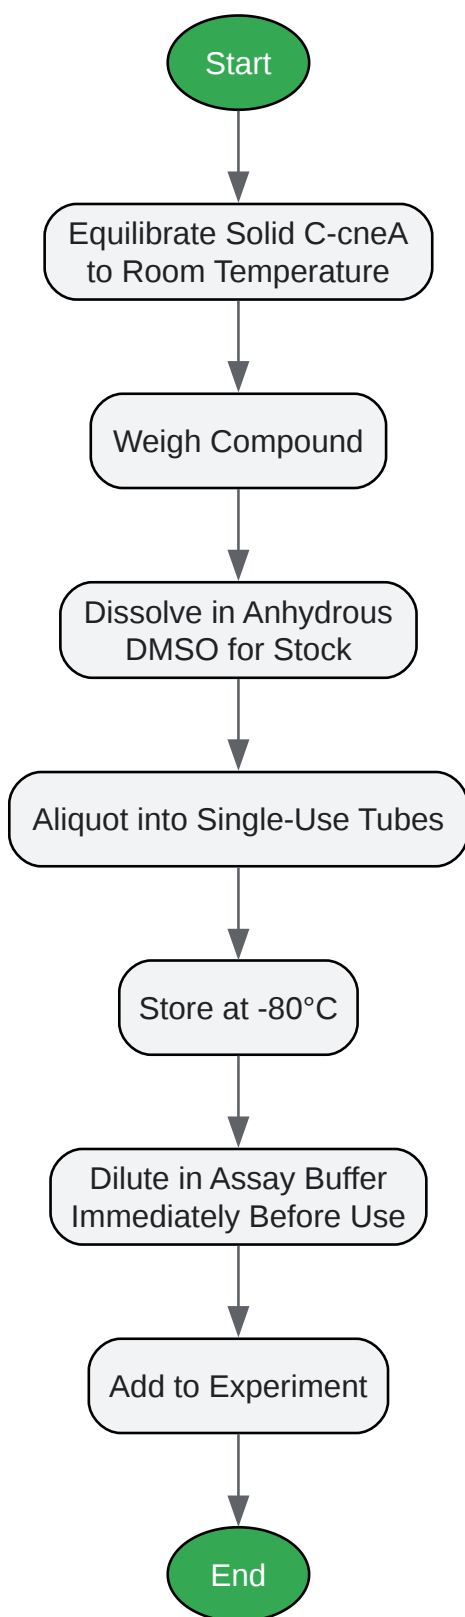 Start
Equilibrate Solid C-cneA
to Room Temperature
Weigh Compound
Dissolve in Anhydrous
DMSO for Stock
Aliquot into Single-Use Tubes
Store at -80°C
Dilute in Assay Buffer
Immediately Before Use
Add to Experiment
End